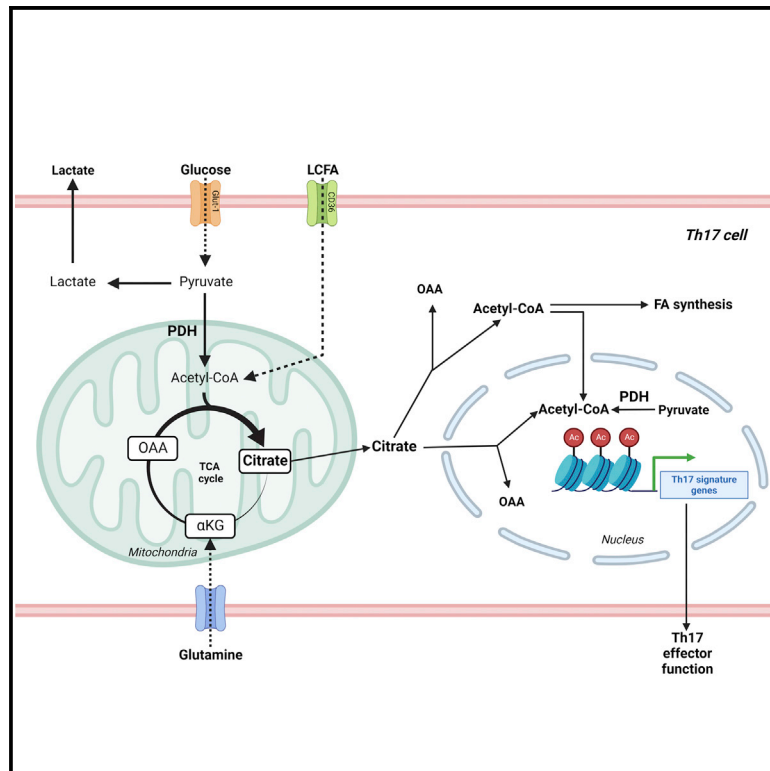 Lactate
Glucose
LCFA
Glut-1
CD36
Th17 cell
Lactate
Pyruvate
OAA
Acetyl-CoA
FA synthesis
PDH
Acetyl-CoA
Acetyl-CoA
PDH
Pyruvate
OAA
TCA
cycle
Citrate
Citrate
Ac
Ac
Ac
Th17 signature
genes
OAA
αKG
Mitochondria
Nucleus
Glutamine
Th17
effector
function